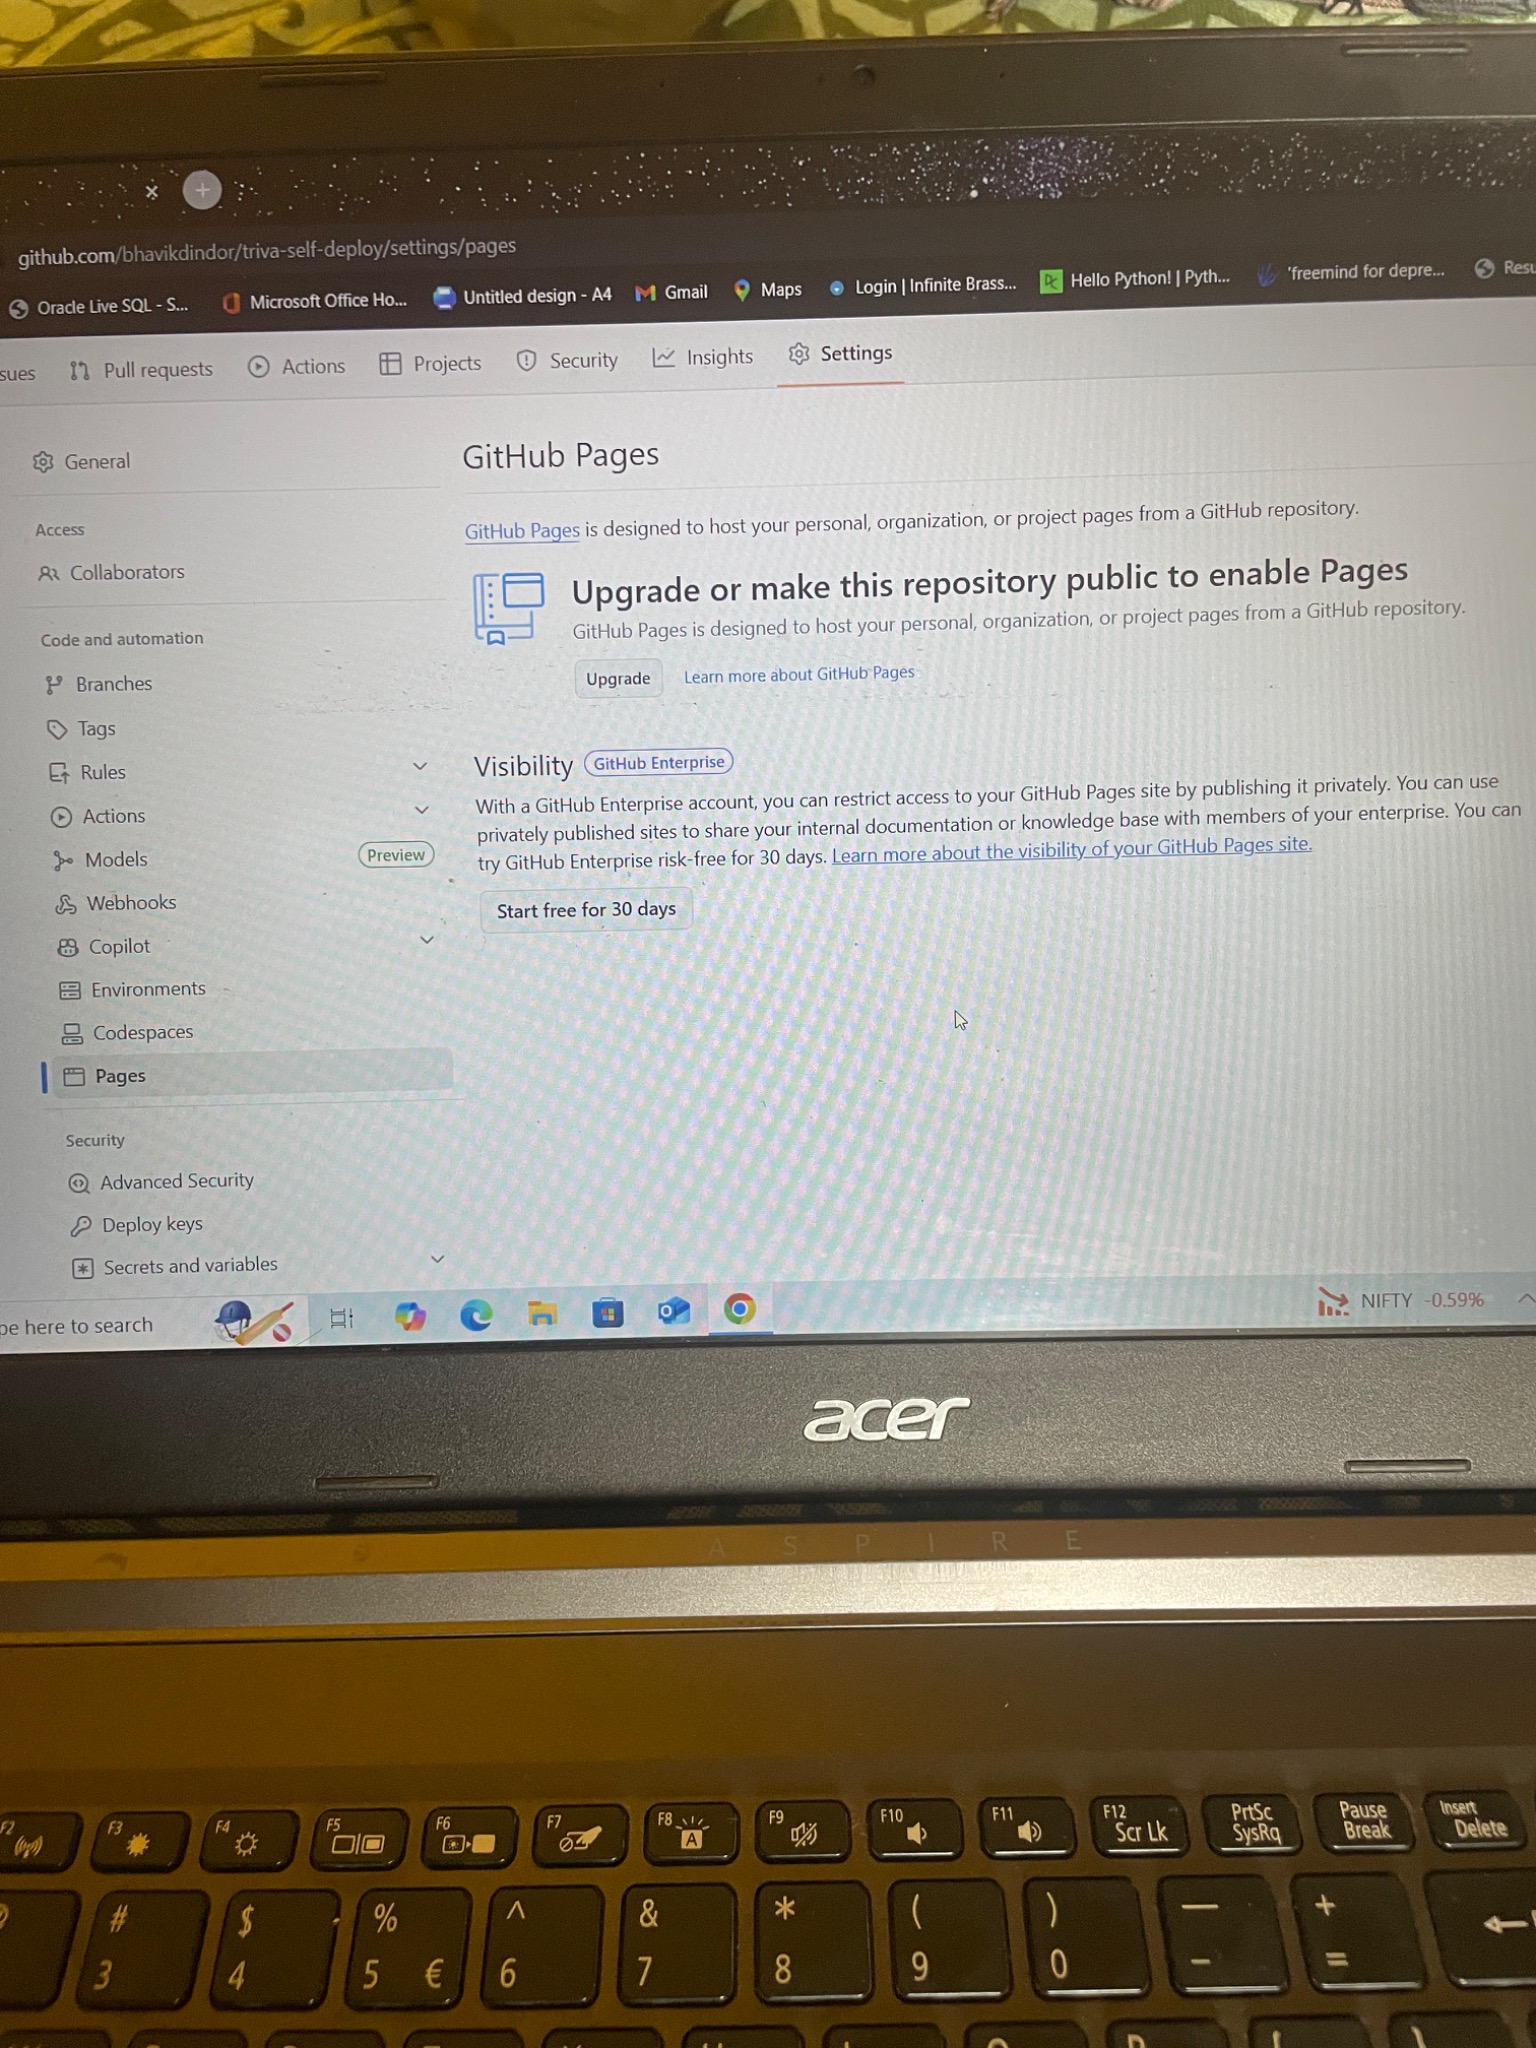 github.com/bhavikdindor/triva-self-deploy/settings/pages
Oracle Live SQL - S... Microsoft Office Ho... Untitled design - A4 Gmail Maps Login | Infinite Brass... Hello Python! | Pyth... 'freemind for depre... Resu
sues Pull requests Actions Projects Security Insights Settings
General
Access
Collaborators
Code and automation
Branches
Tags
Rules
Actions
Models Preview
Webhooks
Copilot
Environments
Codespaces
Pages
Security
Advanced Security
Deploy keys
Secrets and variables
GitHub Pages
GitHub Pages is designed to host your personal, organization, or project pages from a GitHub repository.
Upgrade or make this repository public to enable Pages
GitHub Pages is designed to host your personal, organization, or project pages from a GitHub repository.
Upgrade Learn more about GitHub Pages
Visibility GitHub Enterprise
With a GitHub Enterprise account, you can restrict access to your GitHub Pages site by publishing it privately. You can use
privately published sites to share your internal documentation or knowledge base with members of your enterprise. You can
try GitHub Enterprise risk-free for 30 days. Learn more about the visibility of your GitHub Pages site.
Start free for 30 days
pe here to search NIFTY -0.59%
acer
ASPIRE
F2 F3 F4 F5 F6 F7 F8 A F9 F10 F11 F12 Scr Lk PrtSc SysRq Pause Break Insert Delete
# $ % ^ & * ( ) — +
3 4 5 € 6 7 8 9 0 - =